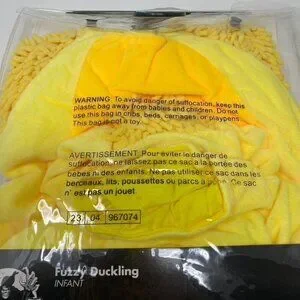 WARNING: To avoid danger of suffocation, keep this
plastic bag away from babies and children. Do not
use this bag in cribs, beds, carriages, or playpens.
This bag is not a toy.
AVERTISSEMENT: Pour eviter le danger de
suffocation, ne laissez pas ce sac à la portée des
bébés ni des enfants. Ne pas utiliser ce sac dans les
berceaux, lits, poussettes ou parcs à bébé. Ce sac
n'est pas un jouet.
23 04 967074
Fuzzy Duckling
INFANT